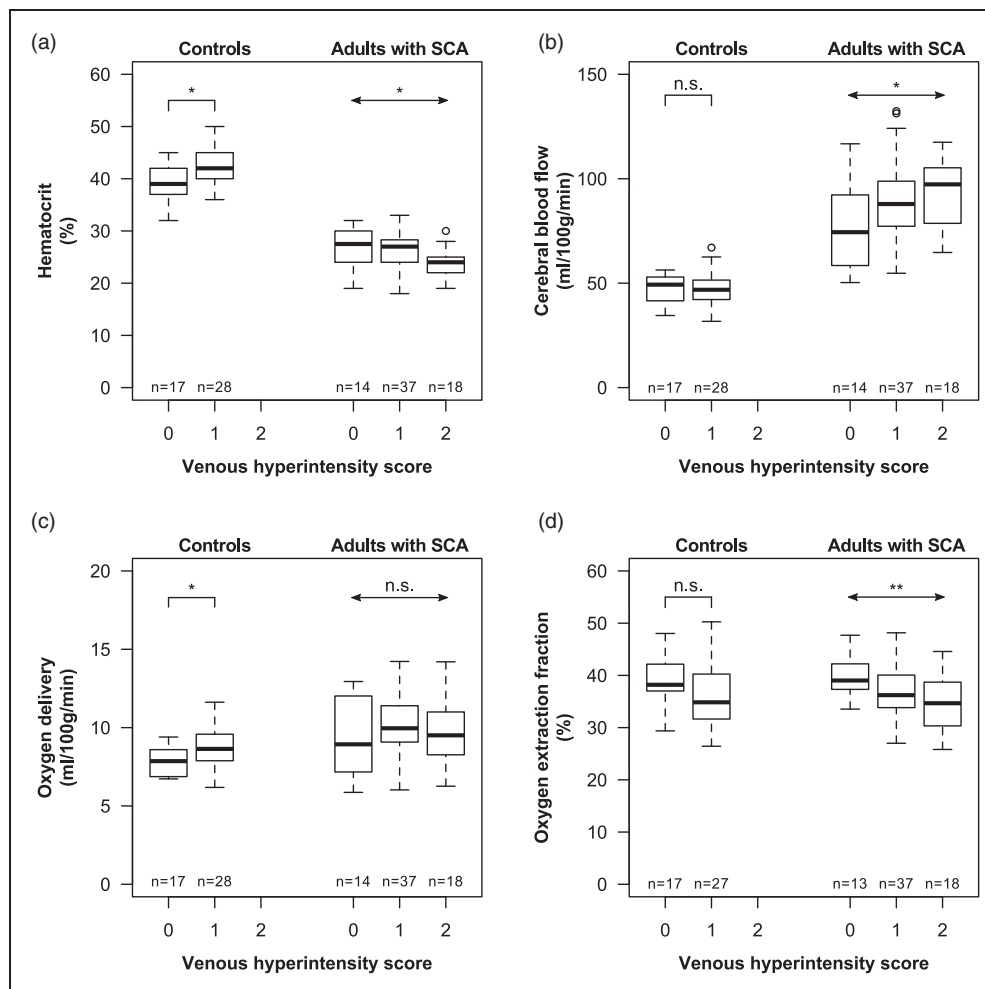 (a)
Controls
Adults with SCA
Hematocrit
(%)
60
50
40
30
20
10
0
*
*
n=17 n=28 n=14 n=37 n=18
0 1 2 0 1 2
Venous hyperintensity score
(b)
Controls
Adults with SCA
Cerebral blood flow
(ml/100g/min)
150
100
50
0
n.s.
*
n=17 n=28 n=14 n=37 n=18
0 1 2 0 1 2
Venous hyperintensity score
(c)
Controls
Adults with SCA
Oxygen delivery
(ml/100g/min)
20
15
10
5
0
*
n.s.
n=17 n=28 n=14 n=37 n=18
0 1 2 0 1 2
Venous hyperintensity score
(d)
Controls
Adults with SCA
Oxygen extraction fraction
(%)
60
50
40
30
20
10
0
n.s.
**
n=17 n=27 n=13 n=37 n=18
0 1 2 0 1 2
Venous hyperintensity score